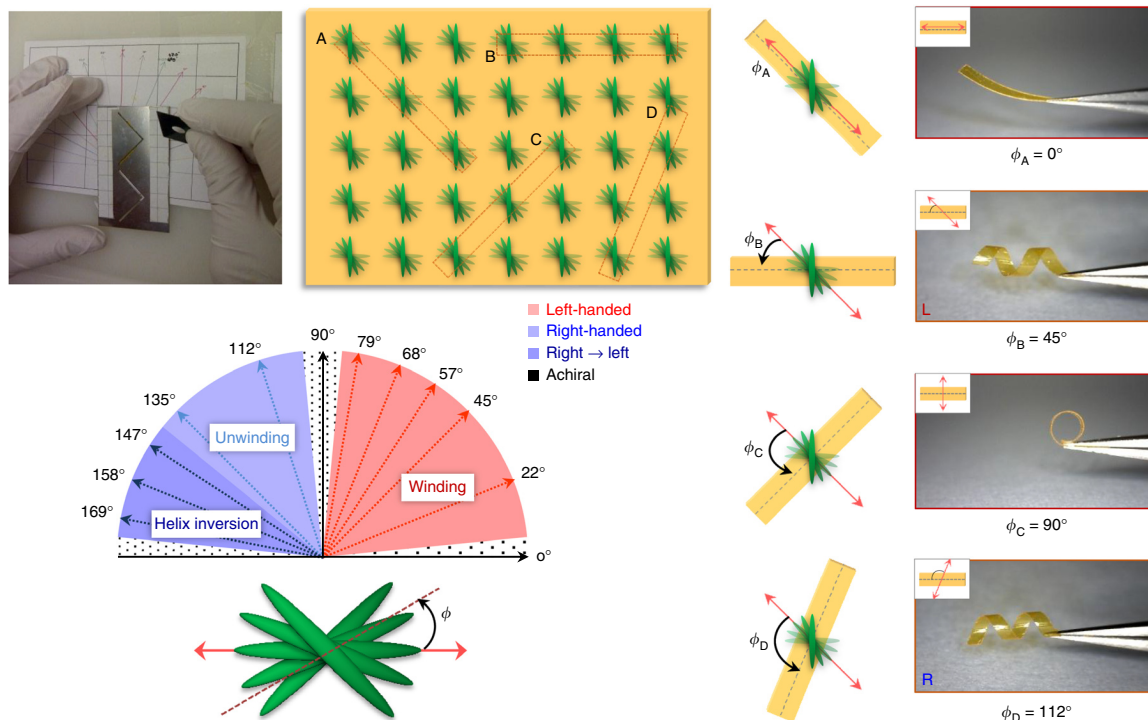 A
B
C
D
ϕA
ϕA = 0°
ϕB
L
ϕB = 45°
Left-handed
Right-handed
Right → left
Achiral
90°
79°
68°
57°
45°
22°
o°
112°
135°
147°
158°
169°
Unwinding
Winding
Helix inversion
ϕC
ϕC = 90°
ϕ
ϕD
R
ϕD = 112°